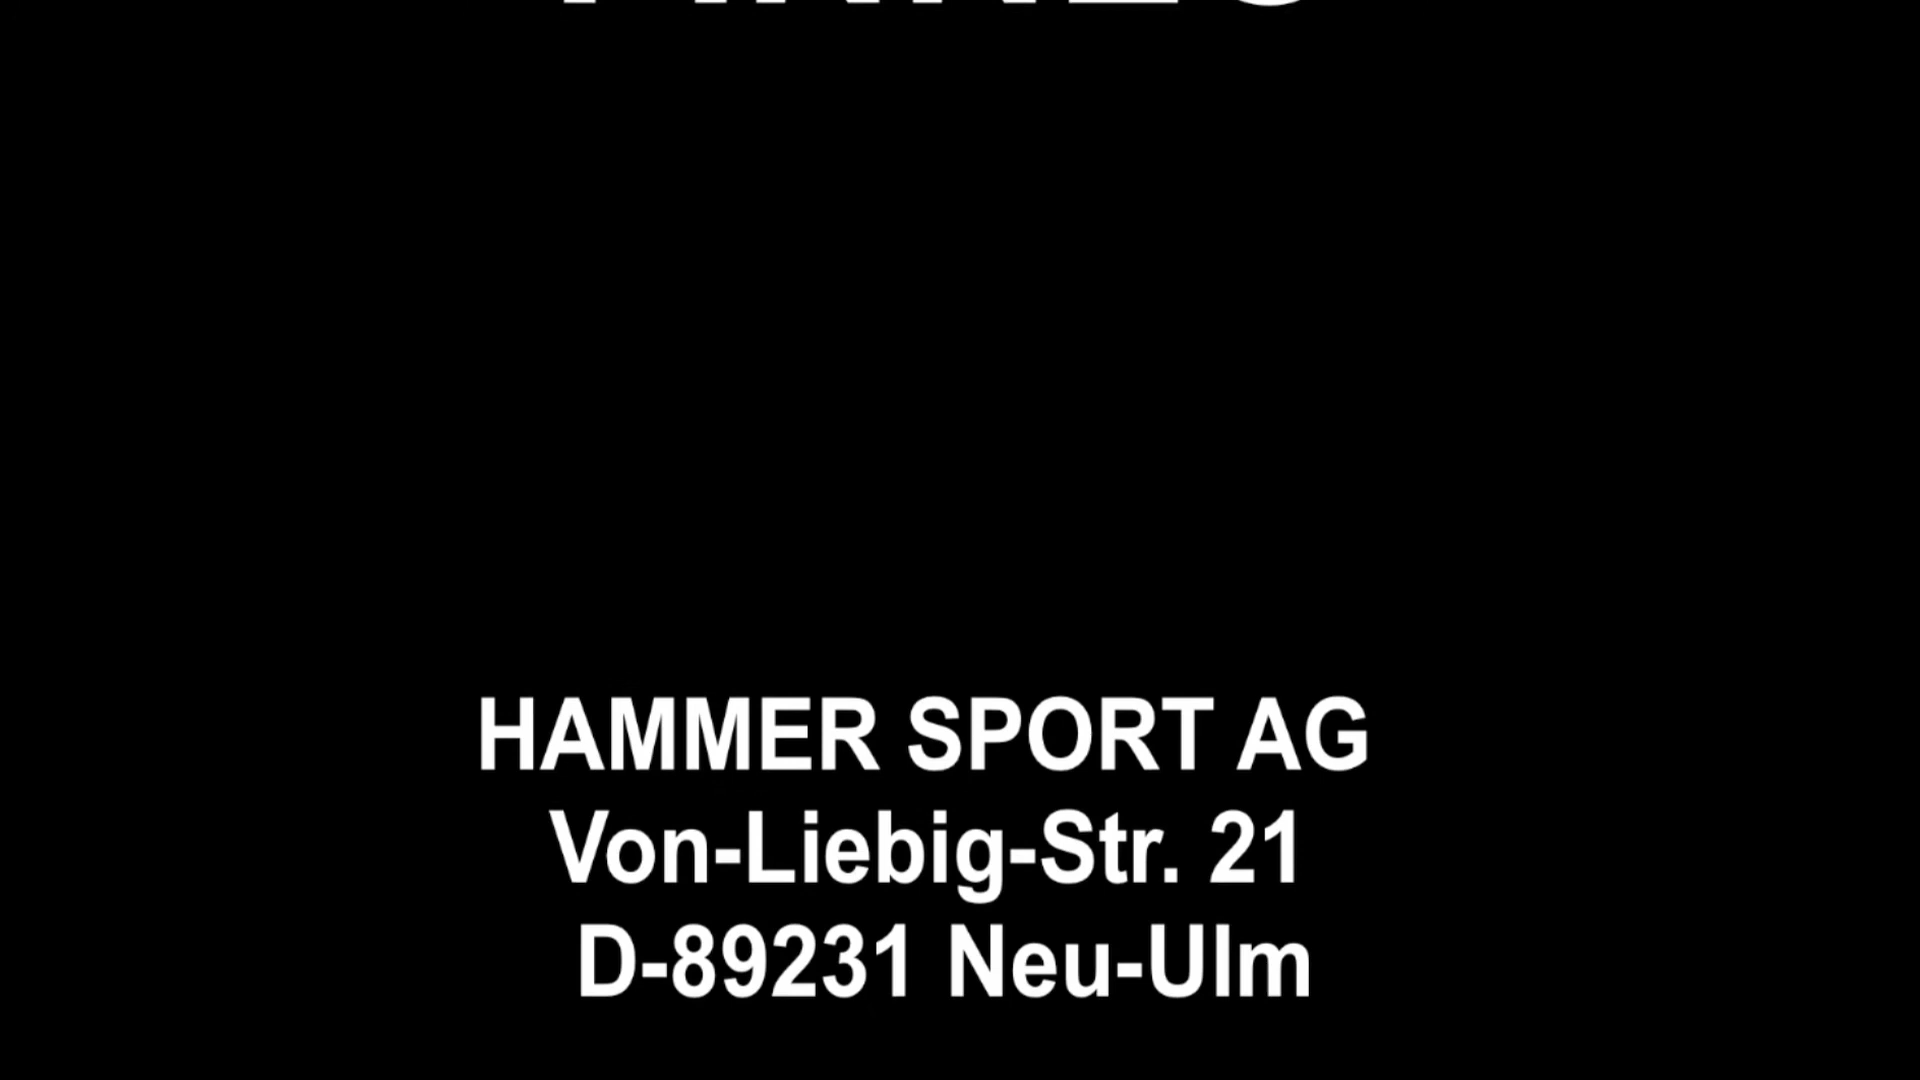 HAMMER SPORT AG
Von-Liebig-Str. 21
D-89231 Neu-Ulm